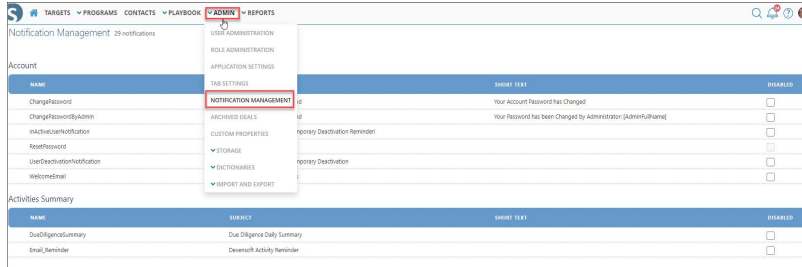 TARGETS PROGRAMS CONTACTS PLAYBOOK ADMIN REPORTS
Notification Management 29 notifications
USER ADMINISTRATION
ROLE ADMINISTRATION
APPLICATION SETTINGS
TAB SETTINGS
NOTIFICATION MANAGEMENT
ARCHIVED DEALS
CUSTOM PROPERTIES
STORAGE
DICTIONARIES
IMPORT AND EXPORT
Account
NAME SHORT TEXT DISABLED
ChangePassword Your Account Password has Changed
ChangePasswordByAdmin Your Password has been Changed by Administrator: [AdminFullName]
InActiveUserNotification Deactivation Reminder!
ResetPassword
UserDeactivationNotification Deactivation
WelcomeEmail
Activities Summary
NAME SUBJECT SHORT TEXT DISABLED
DueDiligenceSummary Due Diligence Daily Summary
Email_Reminder Devensoft Activity Reminder